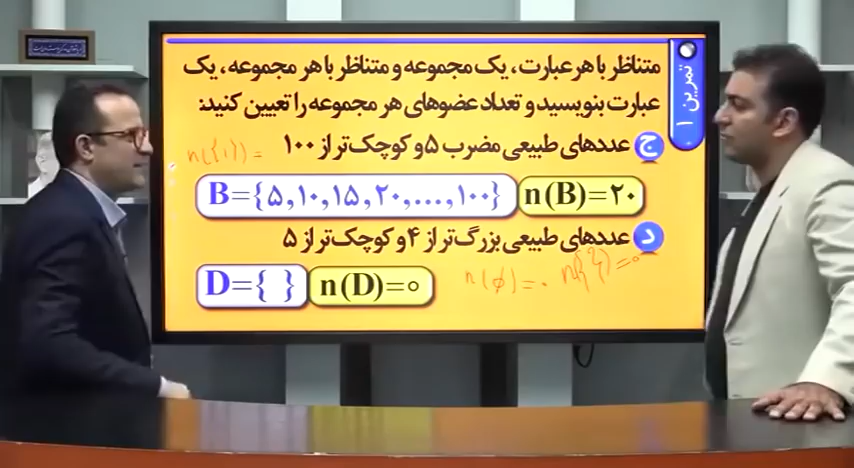 تمرین ۱
متناظر با هر عبارت، یک مجموعه و متناظر با هر مجموعه، یک
عبارت بنویسید و تعداد عضوهای هر مجموعه را تعیین کنید:
ج عددهای طبیعی مضرب ۵ و کوچک‌تر از ۱۰۰
n({۱}) =
B={۵,۱۰,۱۵,۲۰,...,۱۰۰} n(B)=۲۰
د عددهای طبیعی بزرگ‌تر از ۴ و کوچک‌تر از ۵
D={ } n(D)=۰ n(φ)=۰ n{ }=۰